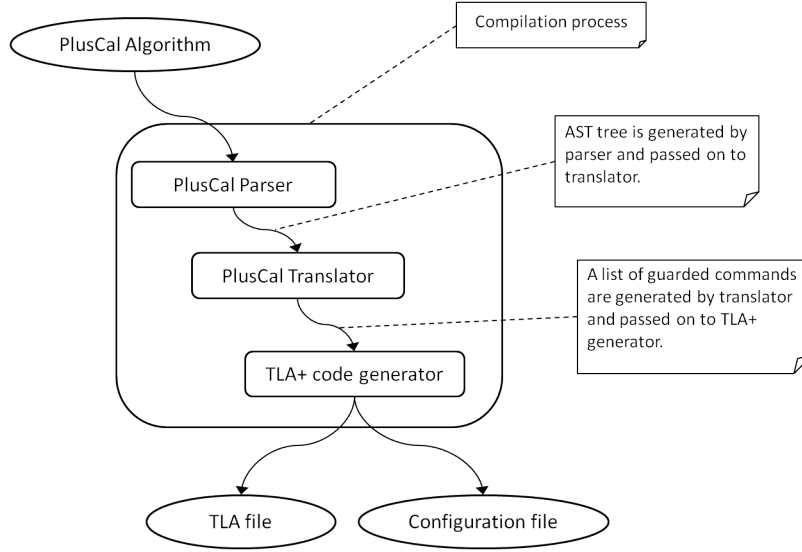 Compilation process
PlusCal Algorithm
AST tree is generated by
parser and passed on to
translator.
PlusCal Parser
PlusCal Translator
A list of guarded commands
are generated by translator
and passed on to TLA+
generator.
TLA+ code generator
TLA file
Configuration file